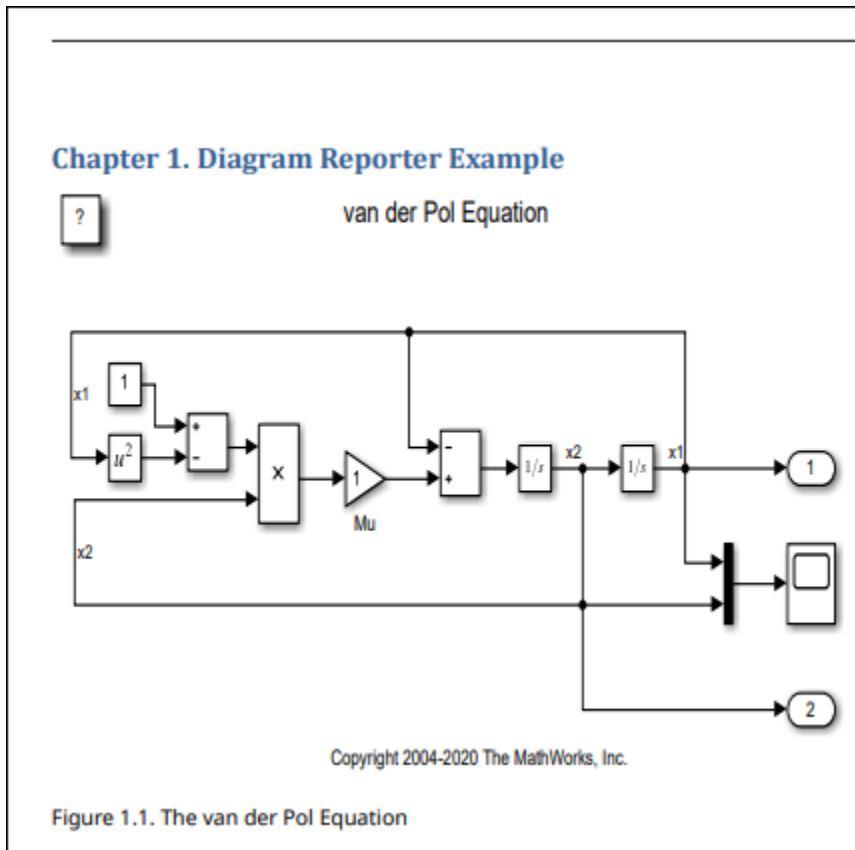 Chapter 1. Diagram Reporter Example
?
van der Pol Equation
x1
1
+
−
u²
x
1
Mu
−
+
1/s
x2
1/s
x1
1
x2
2
Copyright 2004-2020 The MathWorks, Inc.
Figure 1.1. The van der Pol Equation